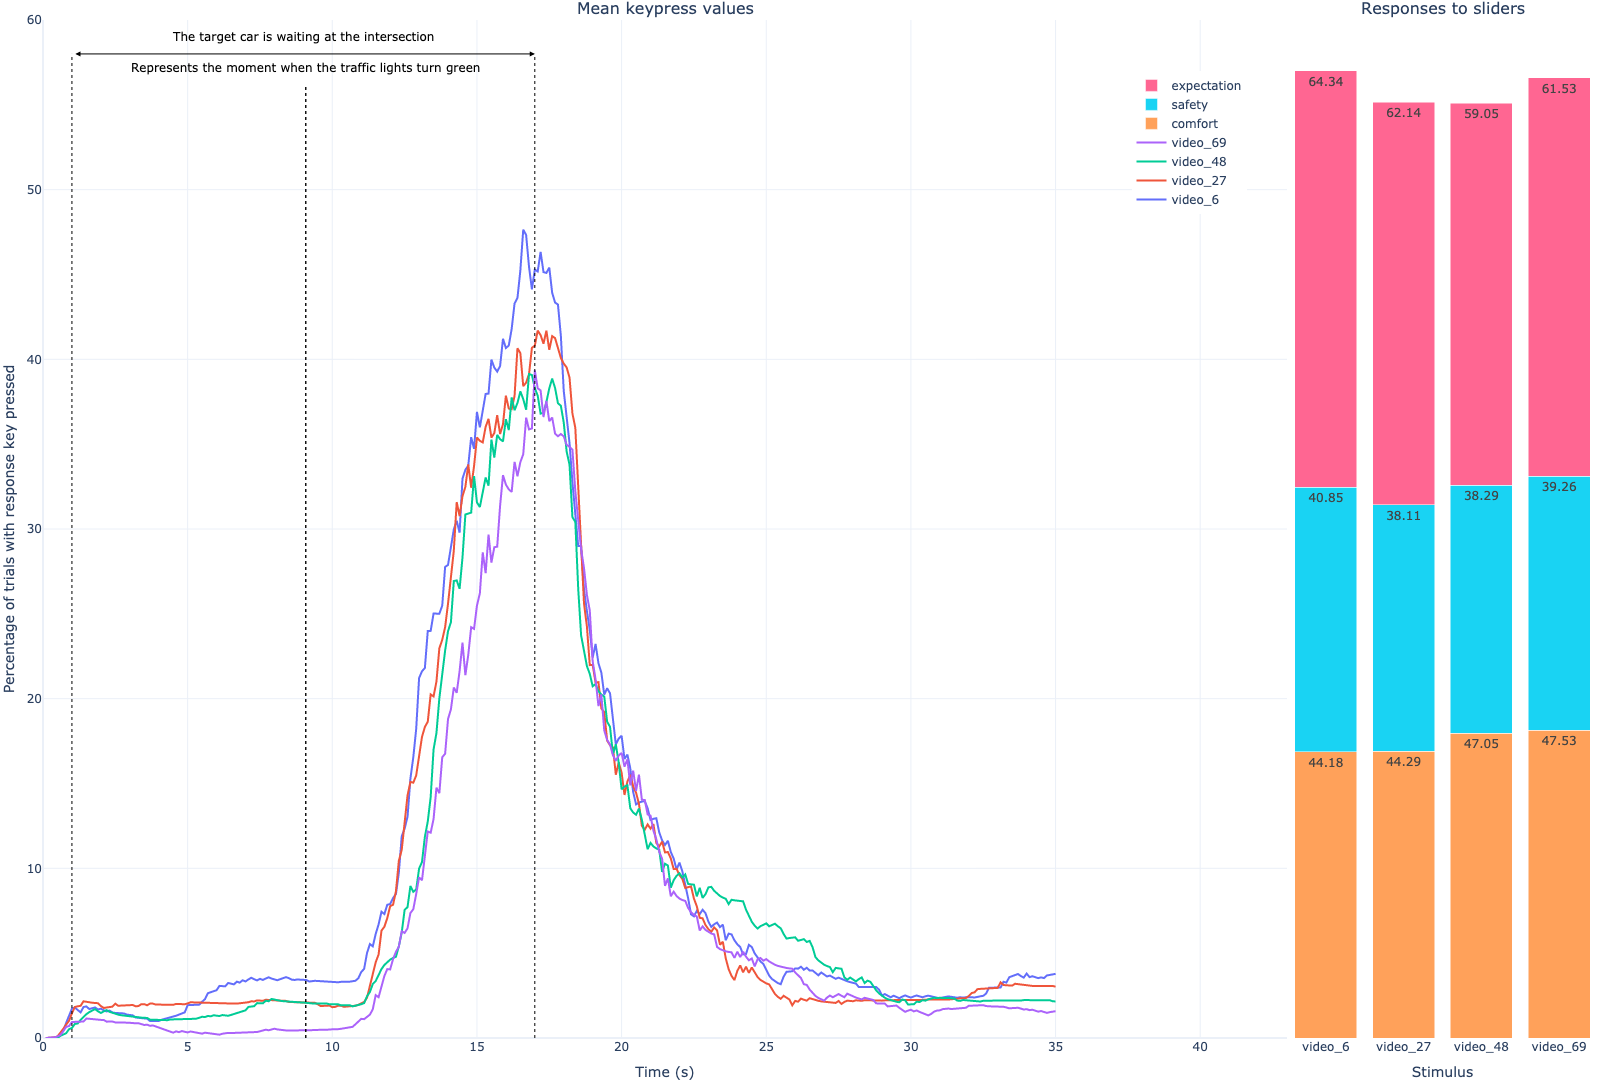 Mean keypress values
Responses to sliders
60
50
40
30
20
10
0
Percentage of trials with response key pressed
The target car is waiting at the intersection
Represents the moment when the traffic lights turn green
expectation
safety
comfort
video_69
video_48
video_27
video_6
0 5 10 15 20 25 30 35 40
Time (s)
64.34 62.14 59.05 61.53
40.85 38.11 38.29 39.26
44.18 44.29 47.05 47.53
video_6 video_27 video_48 video_69
Stimulus